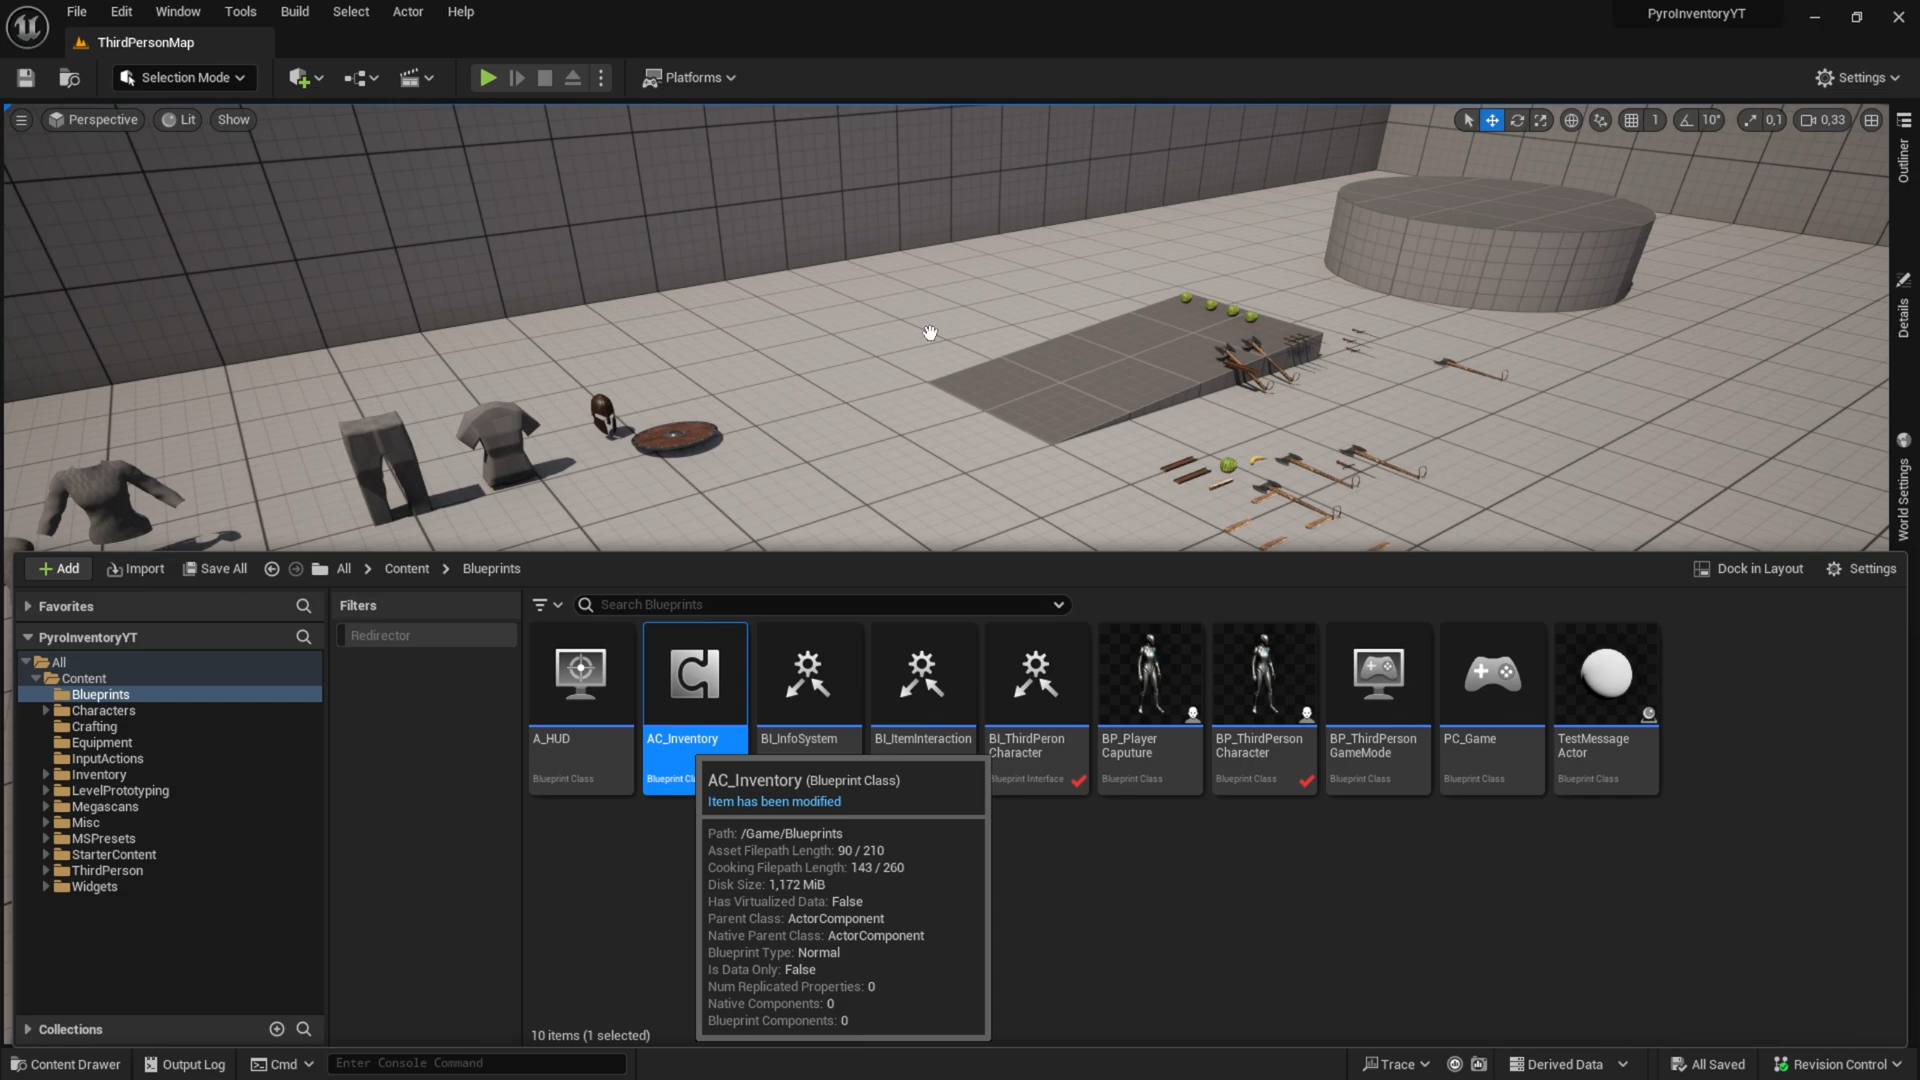 File Edit Window Tools Build Select Actor Help
PyroInventoryYT
ThirdPersonMap
Selection Mode
Platforms
Settings
Perspective
Lit
Show
1
10°
0,1
0,33
Outliner
Details
World Settings
Add
Import
Save All
All
Content
Blueprints
Dock in Layout
Settings
Favorites
Filters
Search Blueprints
PyroInventoryYT
Redirector
All
Content
Blueprints
Characters
Crafting
Equipment
InputActions
Inventory
LevelPrototyping
Megascans
Misc
MSPresets
StarterContent
ThirdPerson
Widgets
Collections
A_HUD
Blueprint Class
AC_Inventory
Blueprint Cl
BI_InfoSystem
BI_ItemInteraction
BI_ThirdPeron
Character
Blueprint Interface
BP_Player
Caputure
Blueprint Class
BP_ThirdPerson
Character
Blueprint Class
BP_ThirdPerson
GameMode
Blueprint Class
PC_Game
Blueprint Class
TestMessage
Actor
Blueprint Class
AC_Inventory (Blueprint Class)
Item has been modified
Path: /Game/Blueprints
Asset Filepath Length: 90 / 210
Cooking Filepath Length: 143 / 260
Disk Size: 1,172 MiB
Has Virtualized Data: False
Parent Class: ActorComponent
Native Parent Class: ActorComponent
Blueprint Type: Normal
Is Data Only: False
Num Replicated Properties: 0
Native Components: 0
Blueprint Components: 0
10 items (1 selected)
Content Drawer
Output Log
Cmd
Enter Console Command
Trace
Derived Data
All Saved
Revision Control